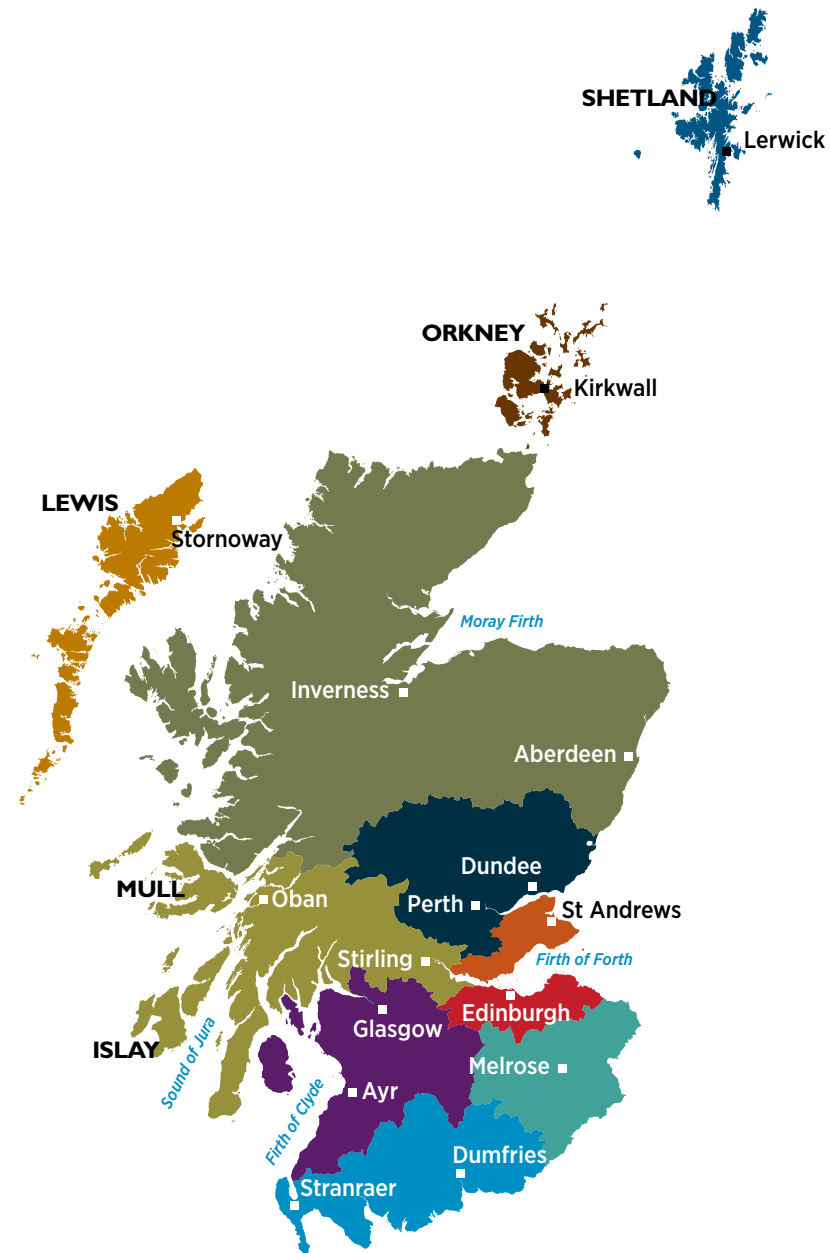 SHETLAND
Lerwick
ORKNEY
Kirkwall
LEWIS
Stornoway
Moray Firth
Inverness
Aberdeen
Dundee
MULL
Oban
Perth
St Andrews
Stirling
Firth of Forth
Edinburgh
Glasgow
ISLAY
Sound of Jura
Melrose
Ayr
Firth of Clyde
Dumfries
Stranraer